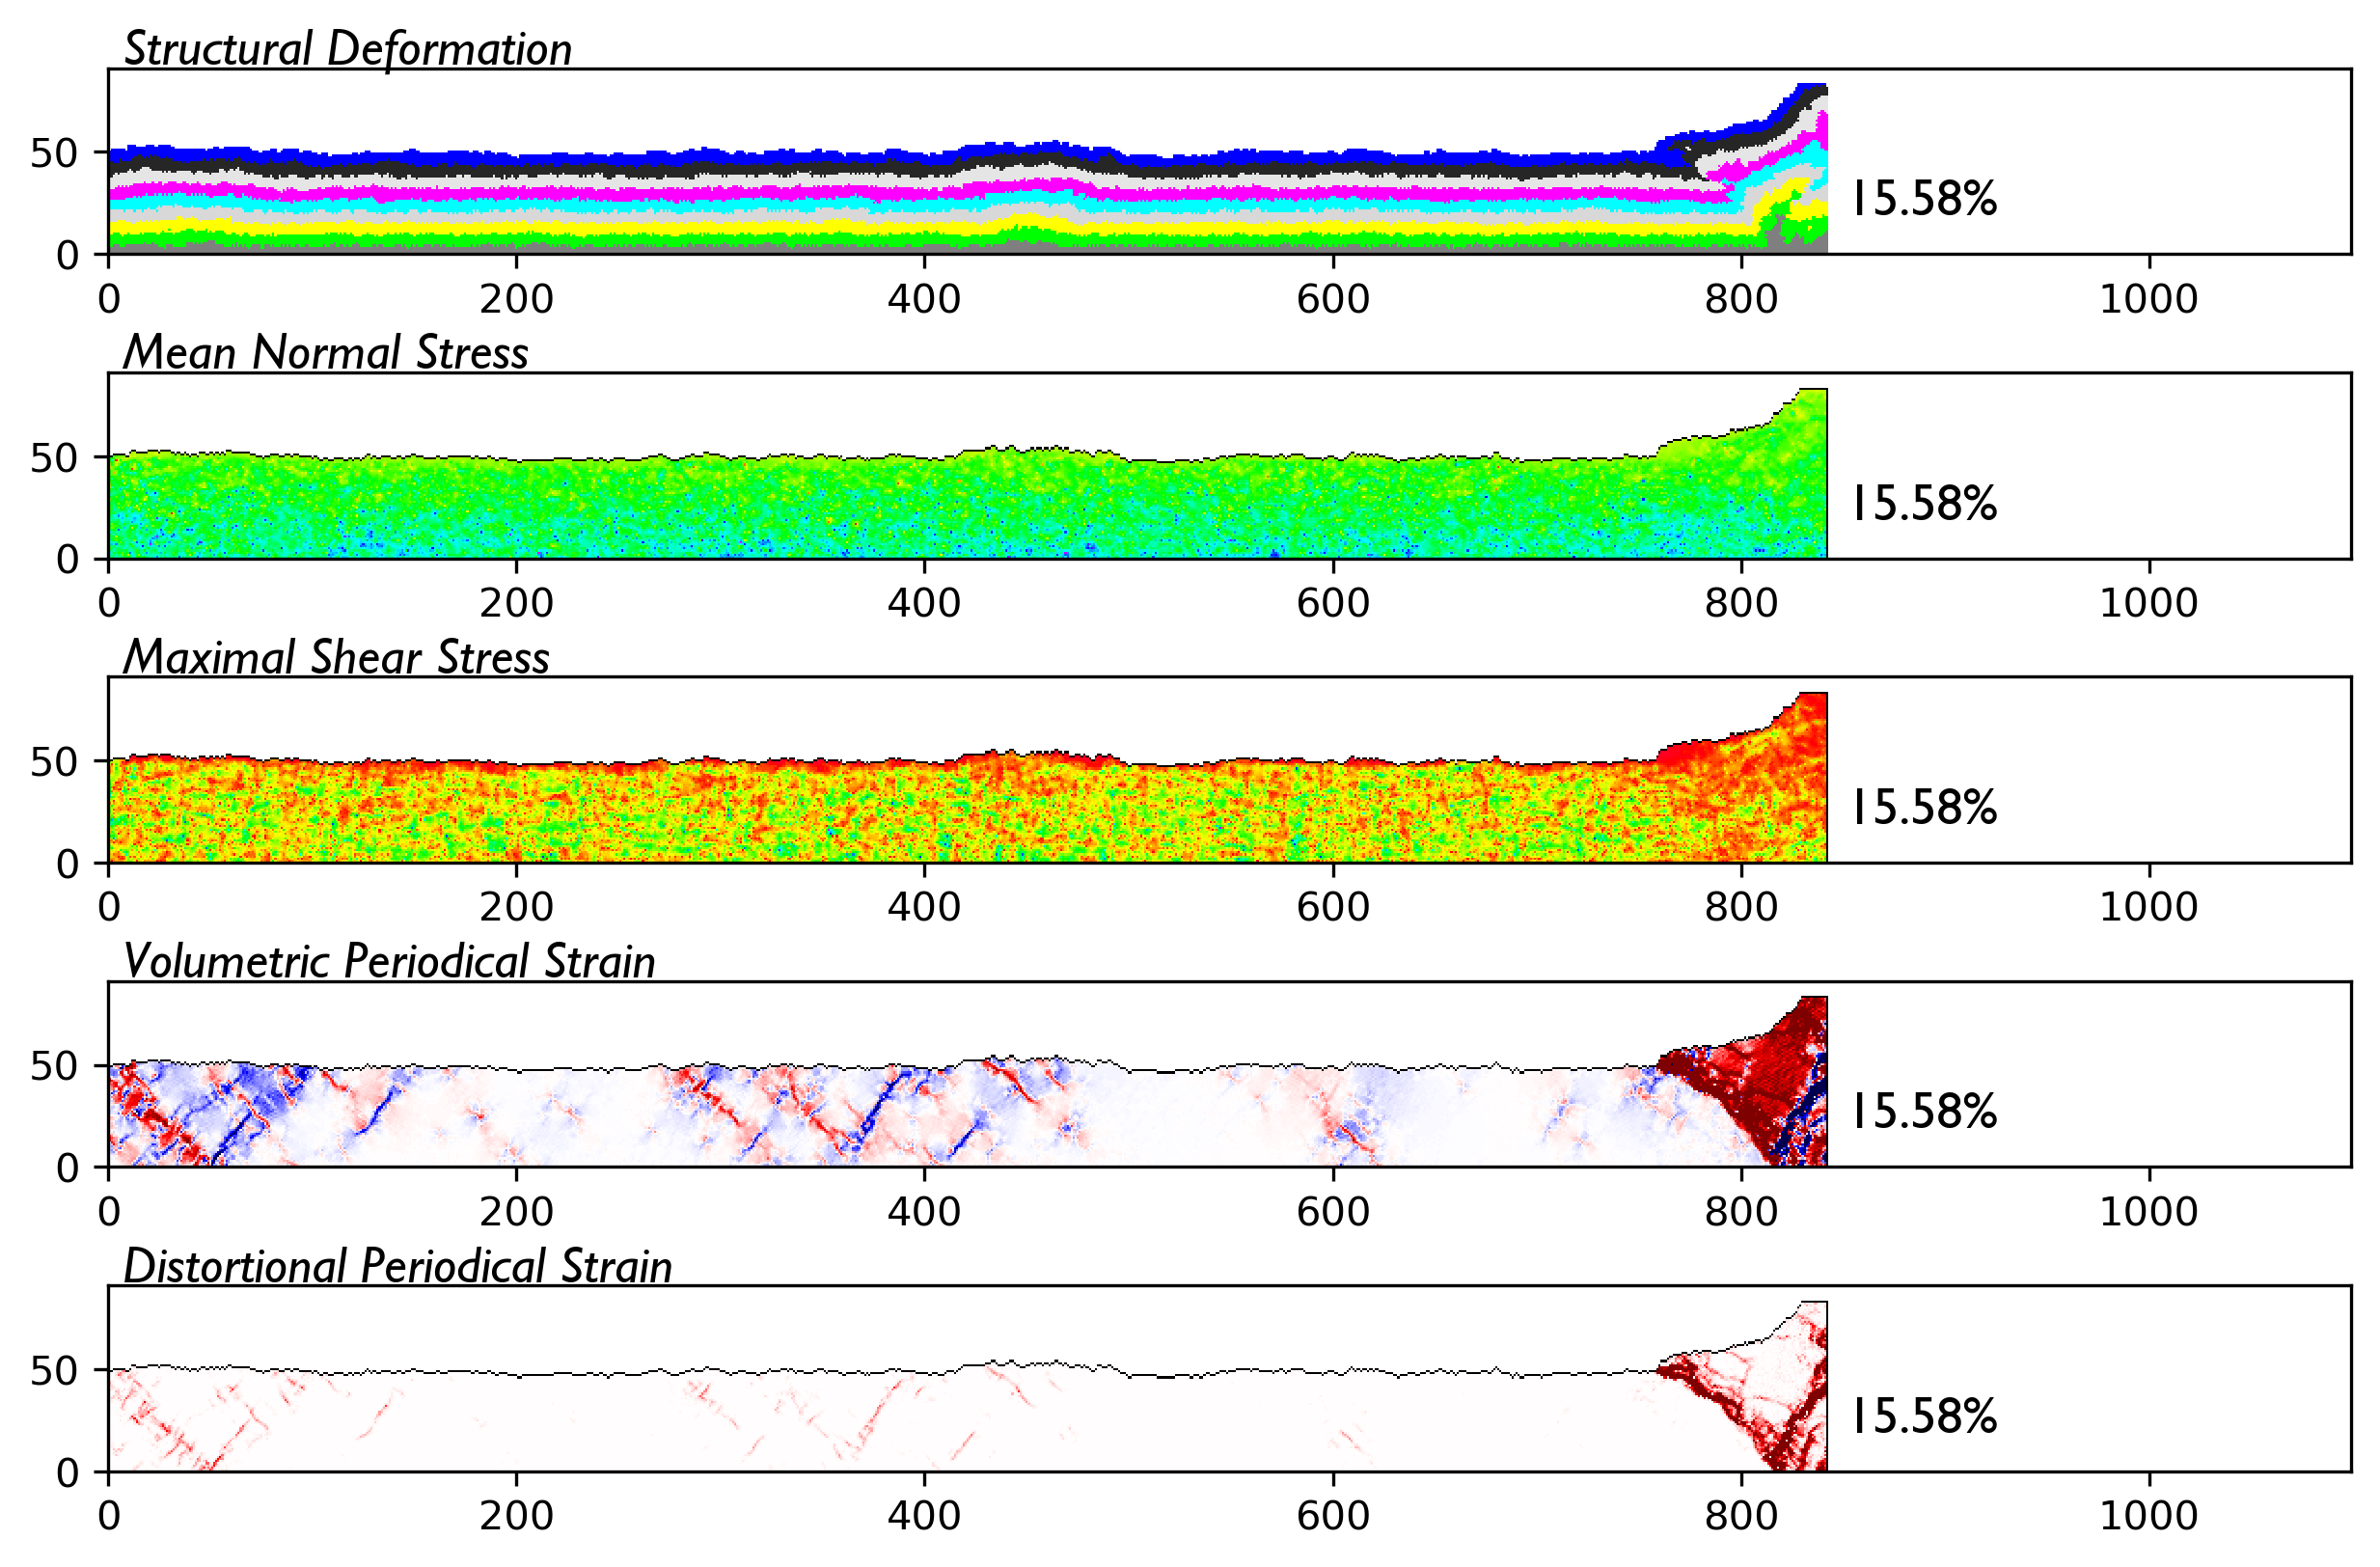 Structural Deformation
50
0
15.58%
0 200 400 600 800 1000
Mean Normal Stress
50
0
15.58%
0 200 400 600 800 1000
Maximal Shear Stress
50
0
15.58%
0 200 400 600 800 1000
Volumetric Periodical Strain
50
0
15.58%
0 200 400 600 800 1000
Distortional Periodical Strain
50
0
15.58%
0 200 400 600 800 1000